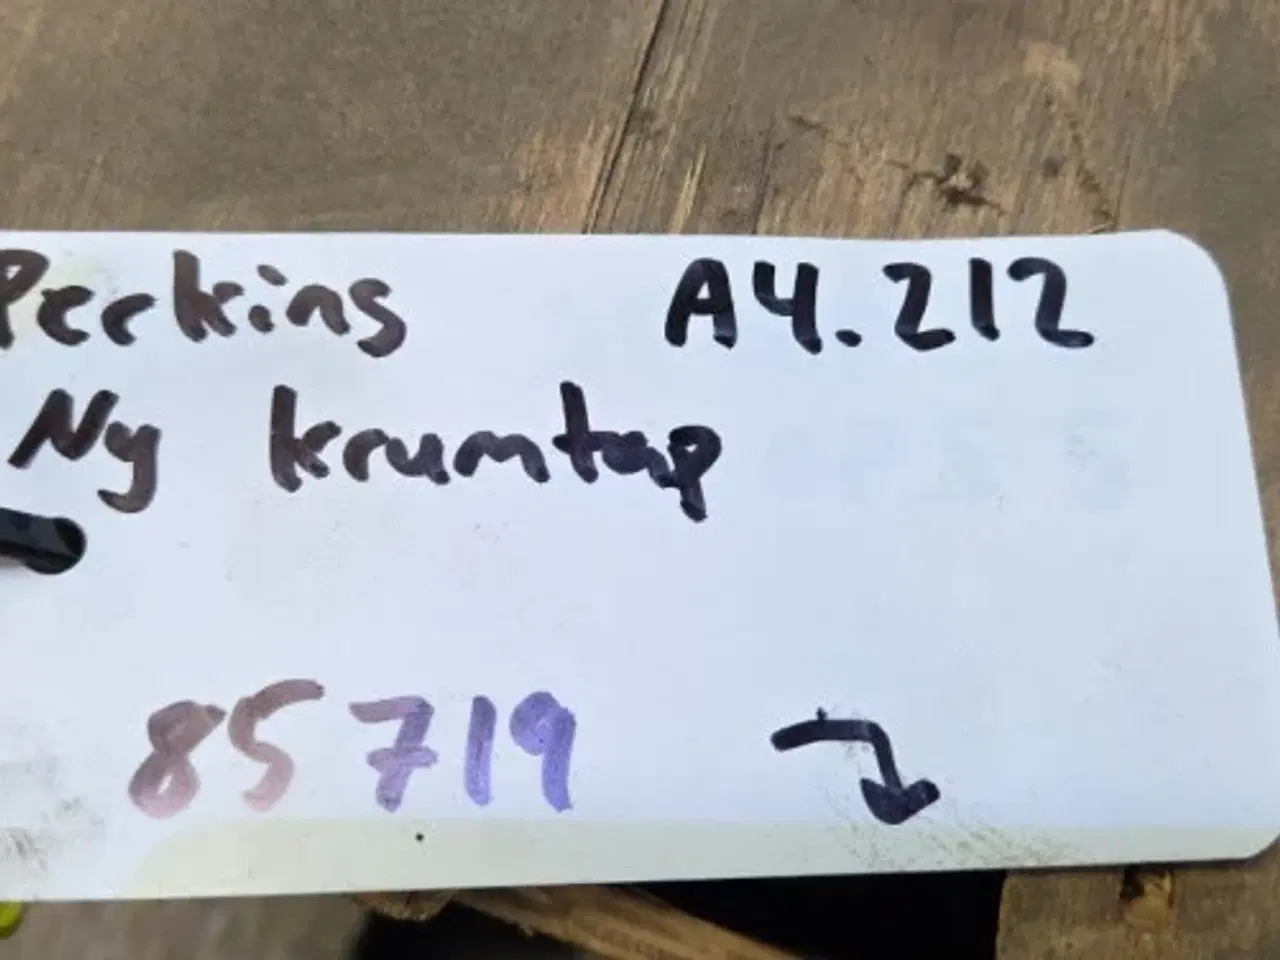 Perkins A4.212
Ny krumtap
85719